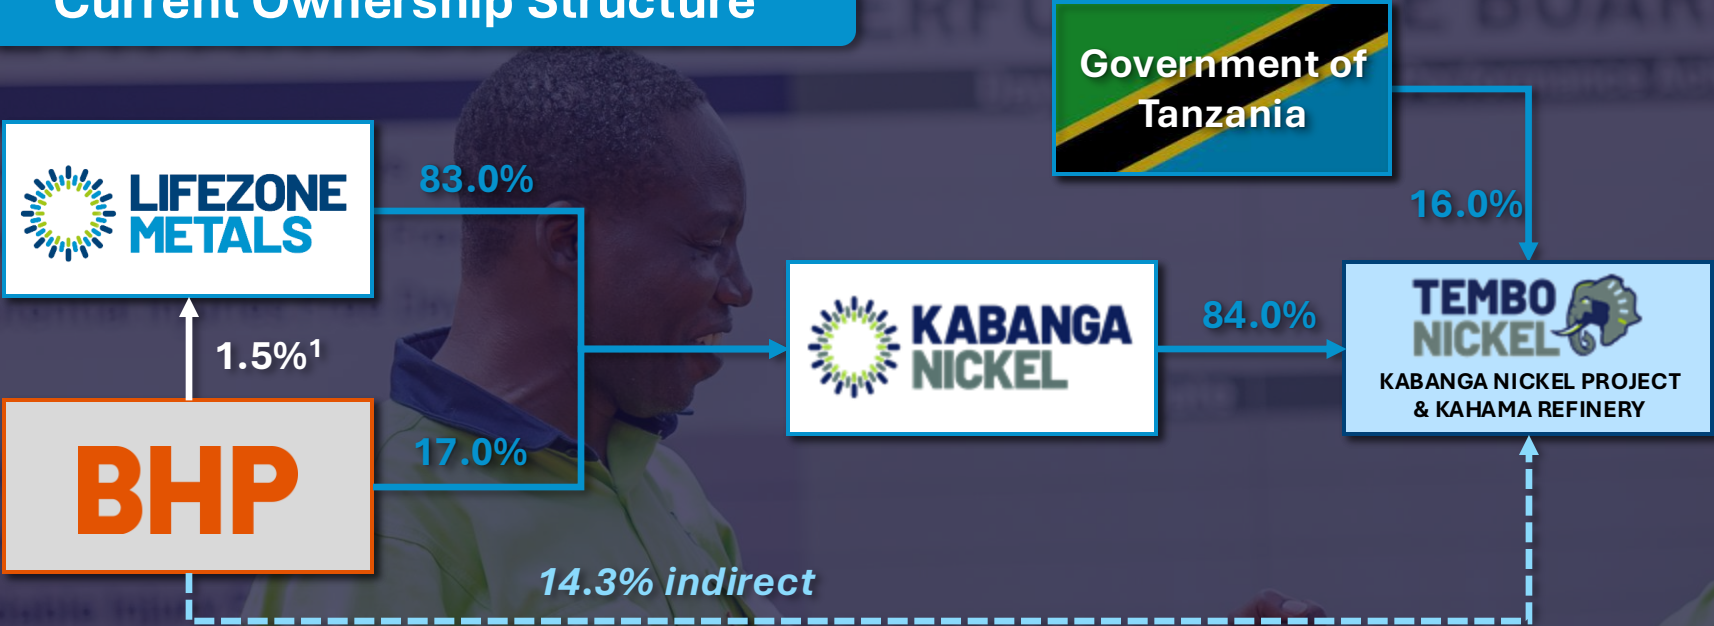 Current Ownership Structure
Government of
Tanzania
LIFEZONE
METALS
83.0%
16.0%
1.5%¹
KABANGA
NICKEL
84.0%
TEMBO
NICKEL
KABANGA NICKEL PROJECT
& KAHAMA REFINERY
BHP
17.0%
14.3% indirect